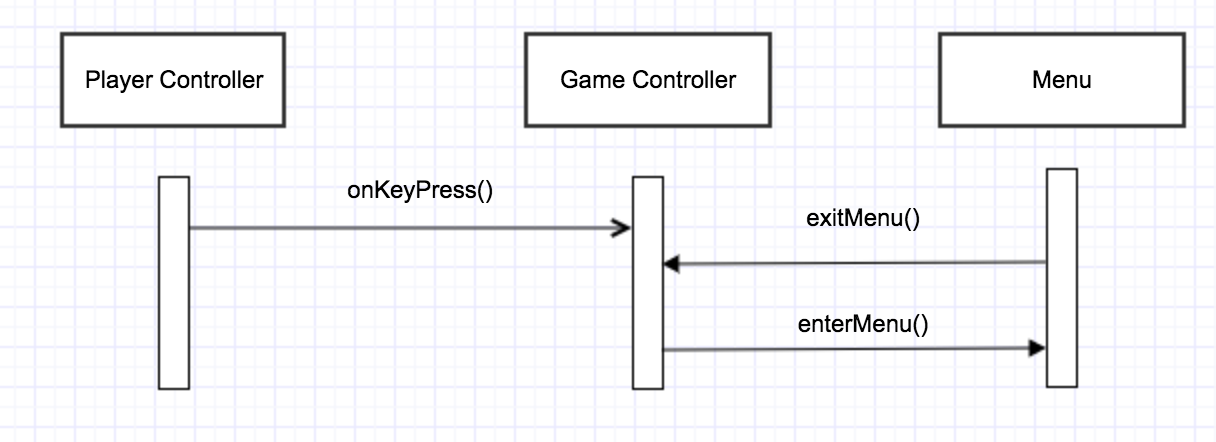 Player Controller
Game Controller
Menu
onKeyPress()
exitMenu()
enterMenu()